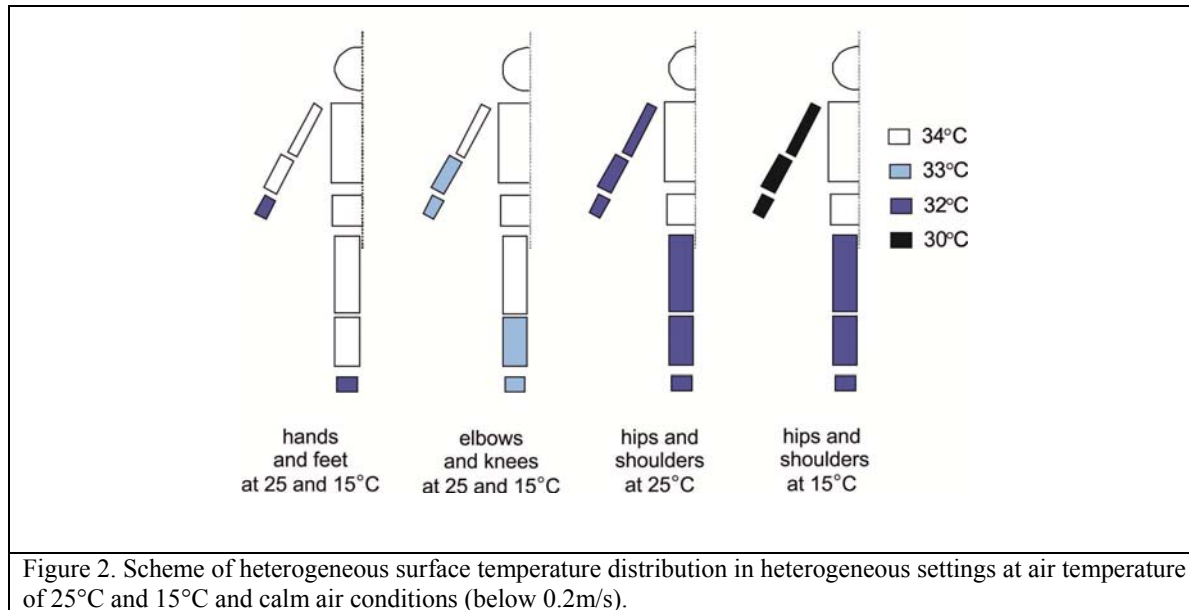 34°C
33°C
32°C
30°C
hands
and feet
at 25 and 15°C
elbows
and knees
at 25 and 15°C
hips and
shoulders
at 25°C
hips and
shoulders
at 15°C
Figure 2. Scheme of heterogeneous surface temperature distribution in heterogeneous settings at air temperature
of 25°C and 15°C and calm air conditions (below 0.2m/s).